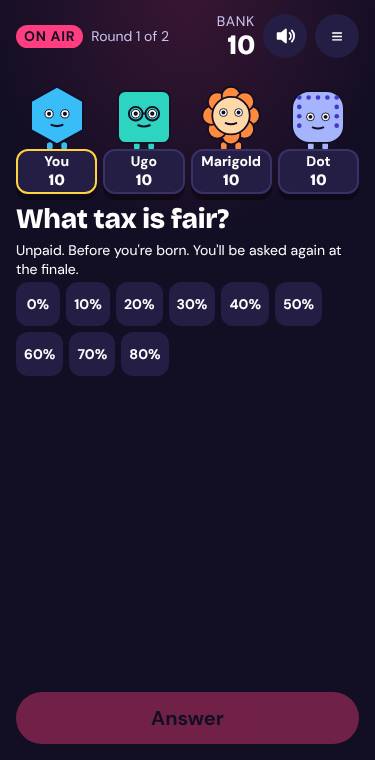 ON AIR
Round 1 of 2
BANK
10
You
10
Ugo
10
Marigold
10
Dot
10
What tax is fair?
Unpaid. Before you're born. You'll be asked again at
the finale.
0%
10%
20%
30%
40%
50%
60%
70%
80%
Answer